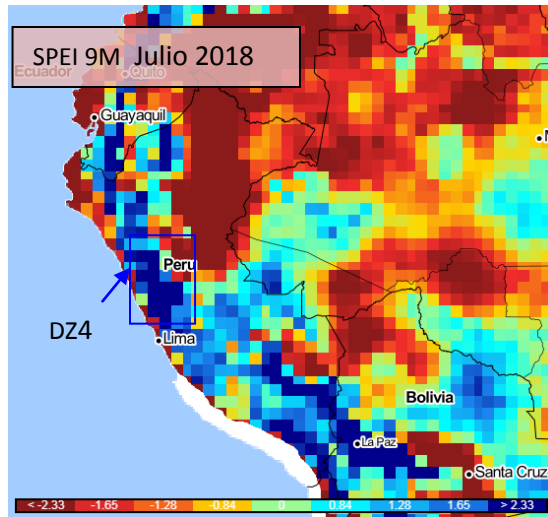 SPEI 9M Julio 2018
Ecuador
Quito
Guayaquil
Peru
DZ4
Lima
Bolivia
La Paz
Santa Cruz
< -2.33 -1.65 -1.28 -0.84 0 0.84 1.28 1.65 > 2.33